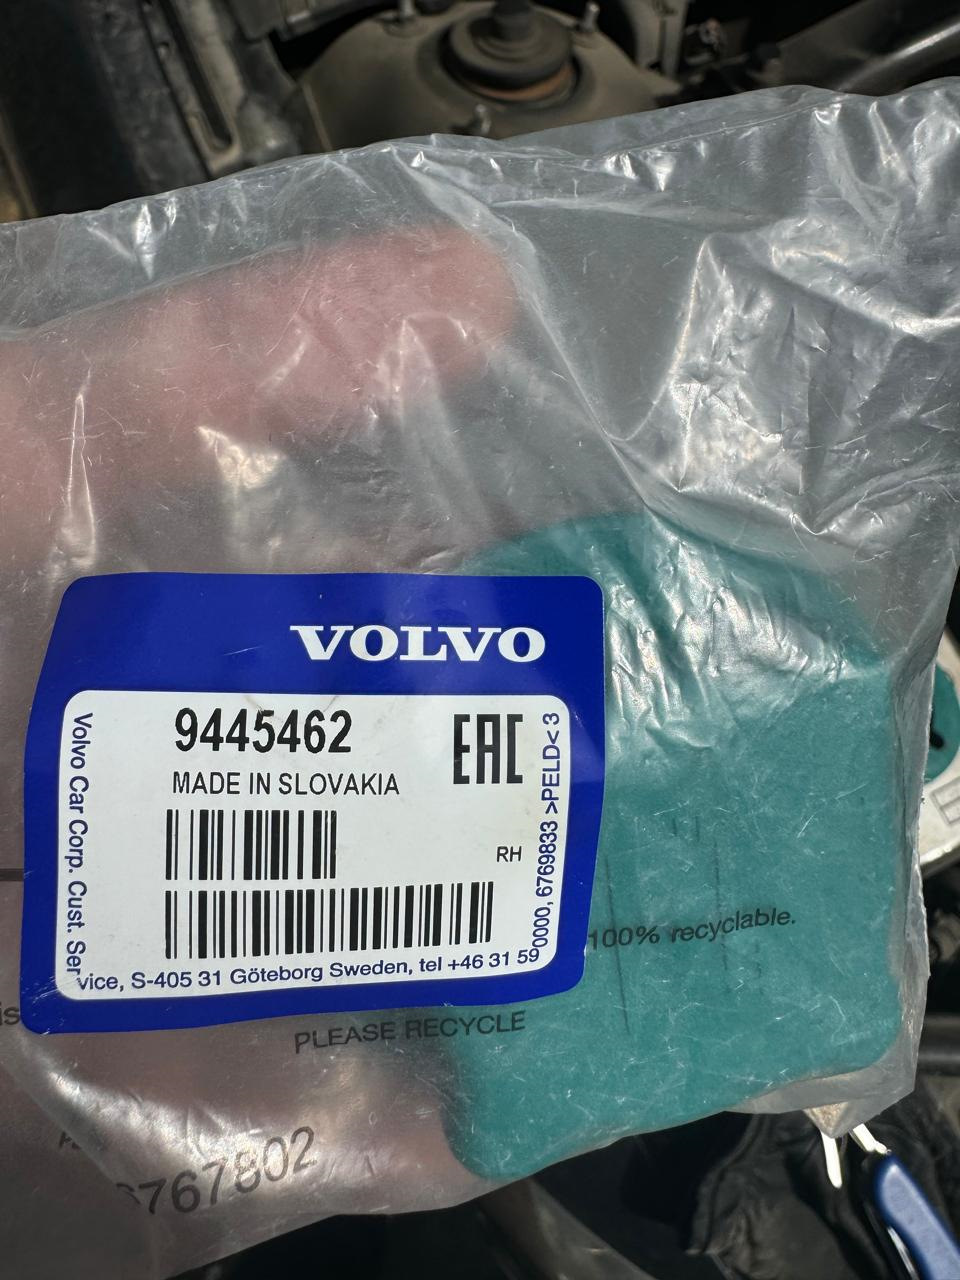 VOLVO
9445462
EAC
MADE IN SLOVAKIA
RH
Volvo Car Corp. Cust. Service, S-405 31 Göteborg Sweden, tel +46 31 590000, 6769833 >PELD< 3
100% recyclable.
PLEASE RECYCLE
6767802